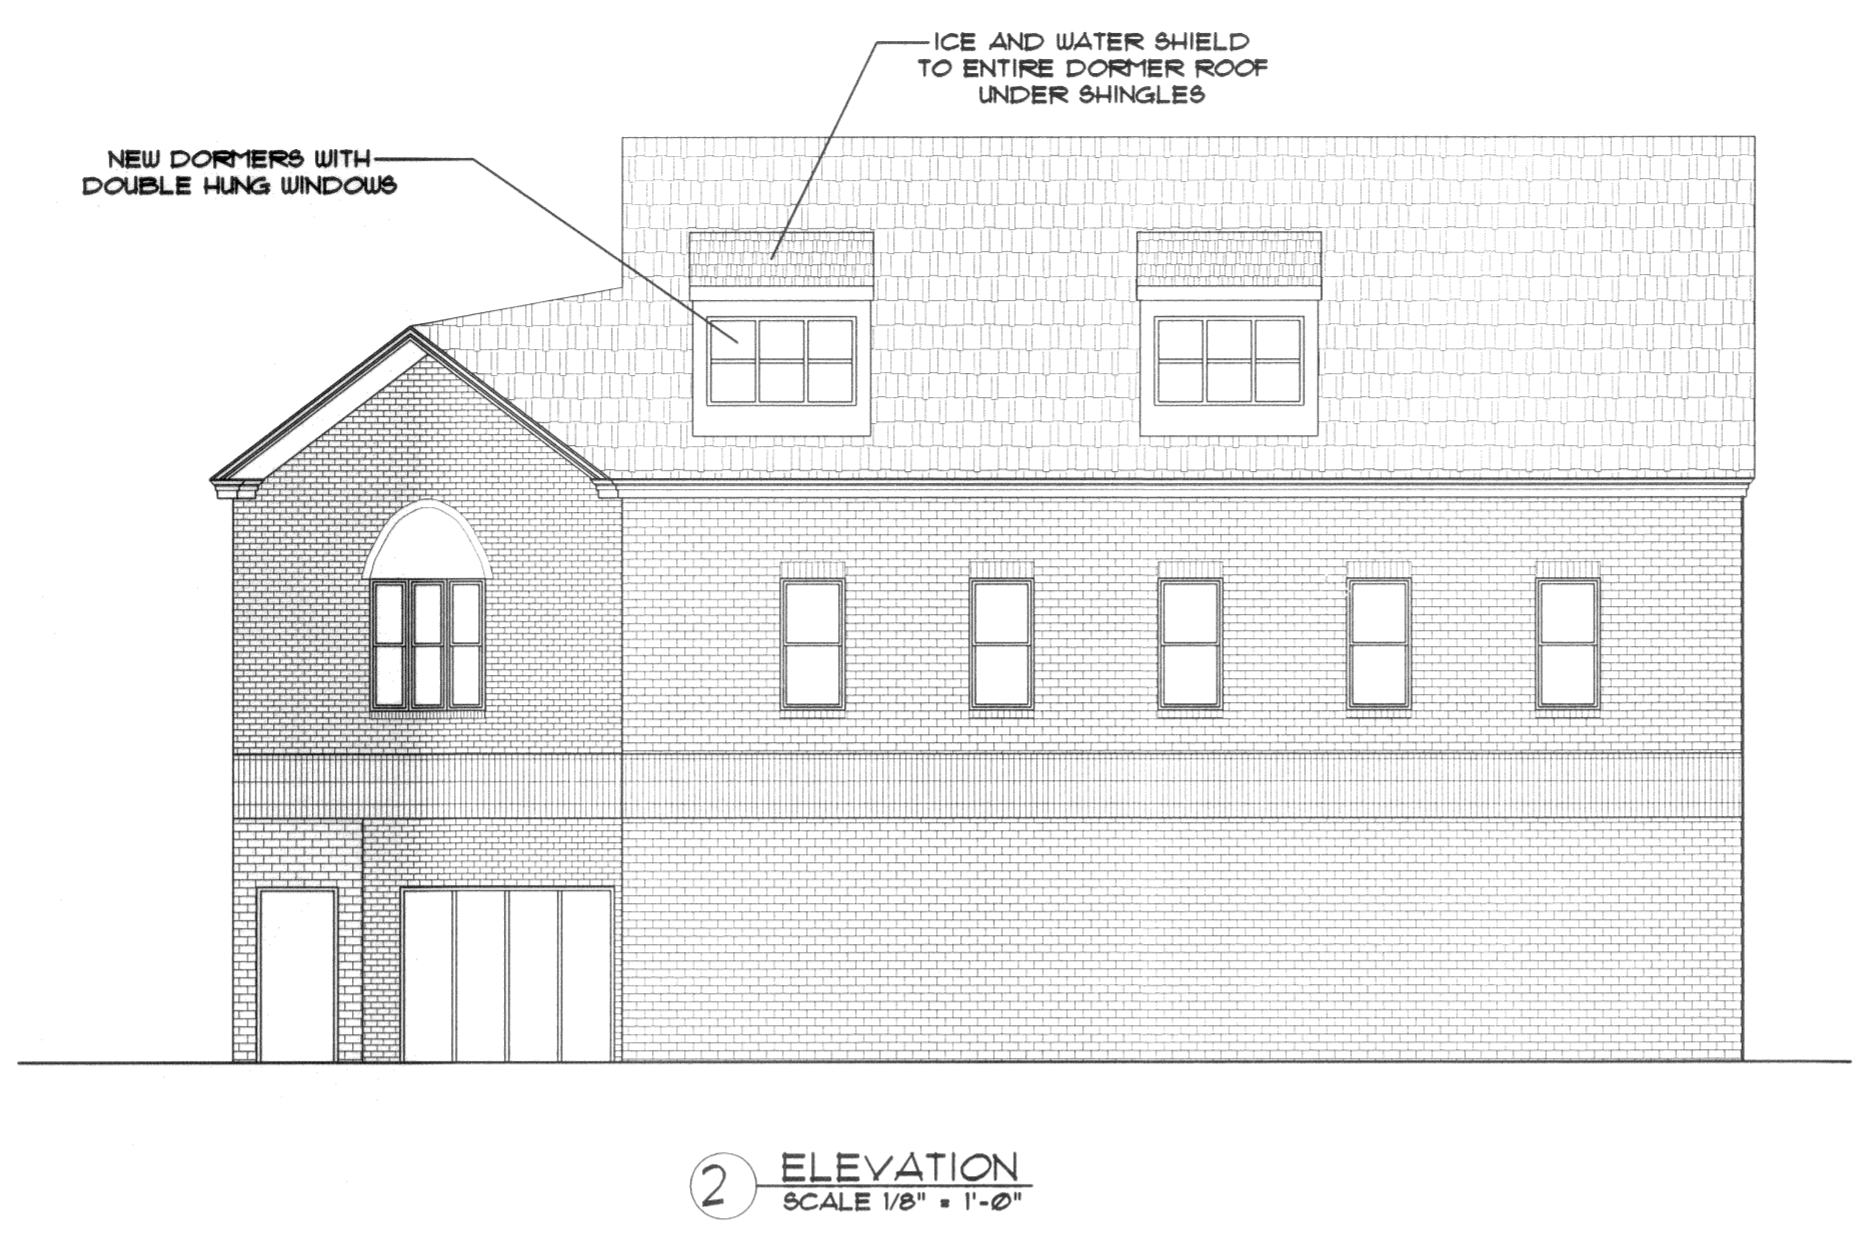 ICE AND WATER SHIELD
TO ENTIRE DORMER ROOF
UNDER SHINGLES
NEW DORMERS WITH
DOUBLE HUNG WINDOWS
2
ELEVATION
SCALE 1/8" = 1'-0"